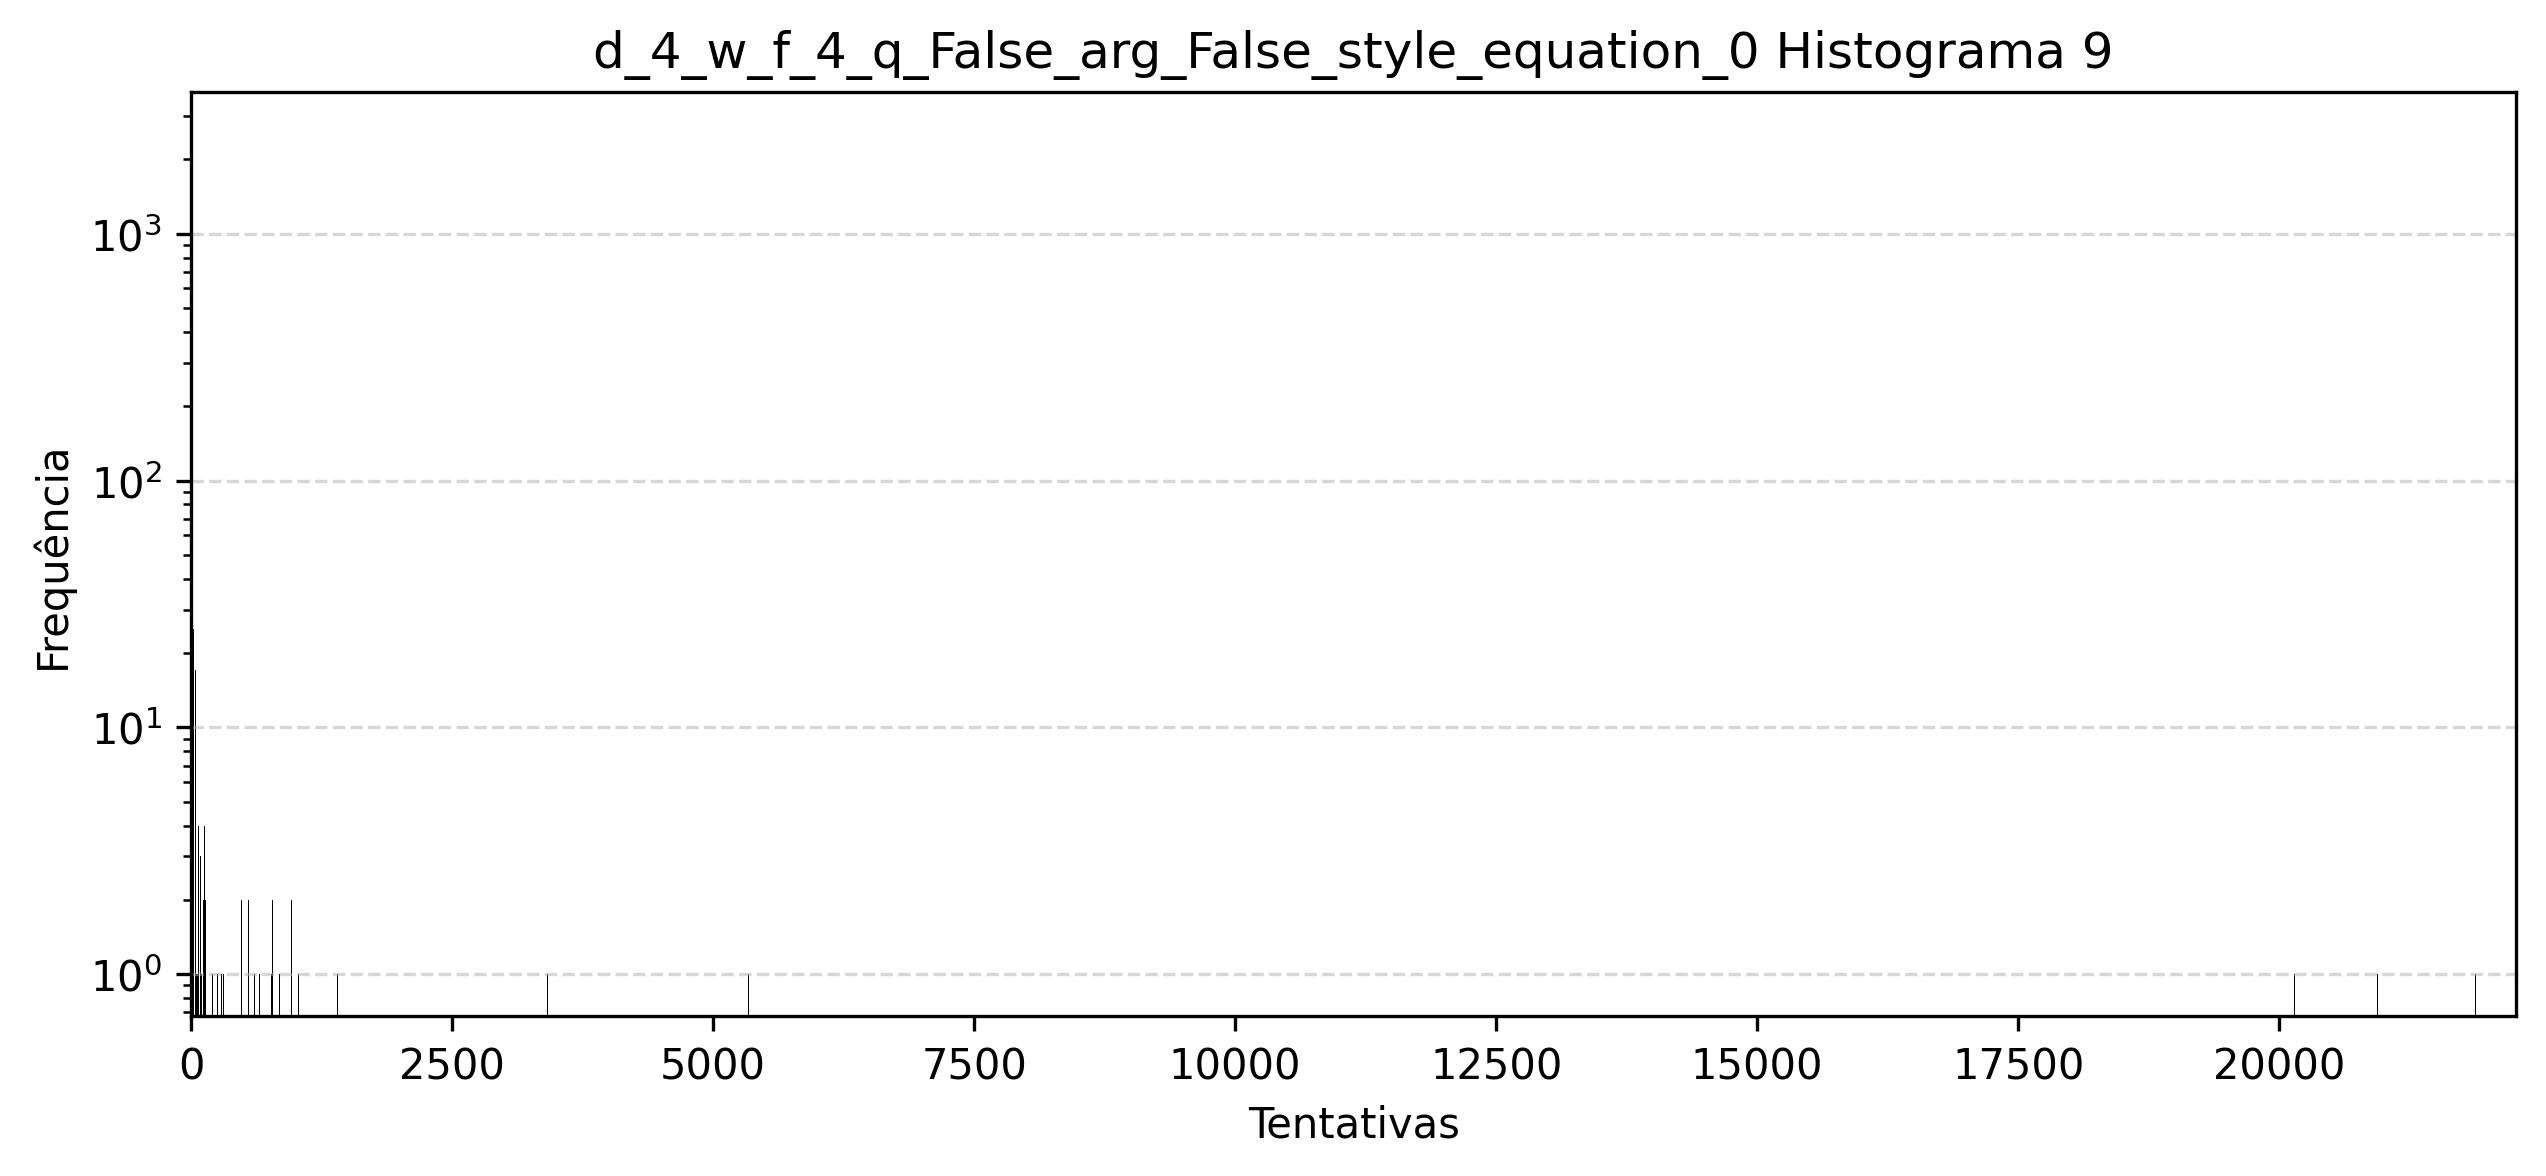 d_4_w_f_4_q_False_arg_False_style_equation_0 Histograma 9
10³
10²
10¹
10⁰
Frequência
0 2500 5000 7500 10000 12500 15000 17500 20000
Tentativas